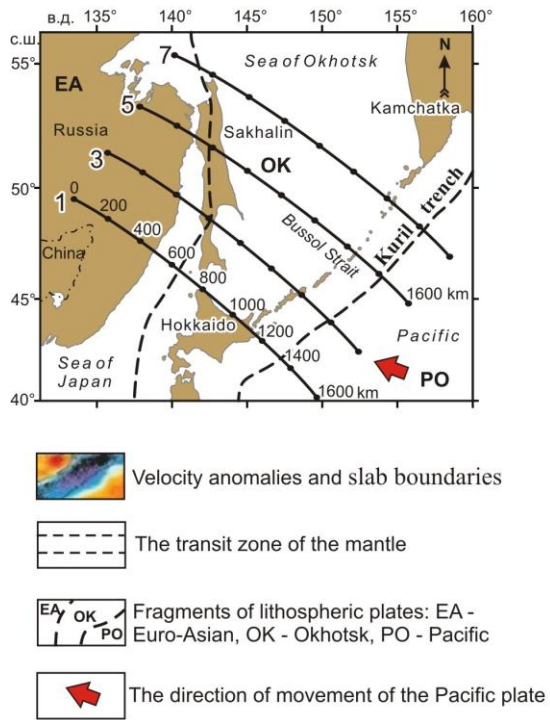 в.д. 135° 140° 145° 150° 155° 160°
с.ш.
55°
7
Sea of Okhotsk
N
EA
Kamchatka
5
Sakhalin
Russia
OK
3
50°
1
0
200
400
600
800
1000
1200
1400
1600 km
China
Bussol Strait
Kuril trench
1600 km
45°
Hokkaido
Pacific
Sea of
Japan
PO
40°
Velocity anomalies and slab boundaries
The transit zone of the mantle
EA
OK
PO
Fragments of lithospheric plates: EA -
Euro-Asian, OK - Okhotsk, PO - Pacific
The direction of movement of the Pacific plate